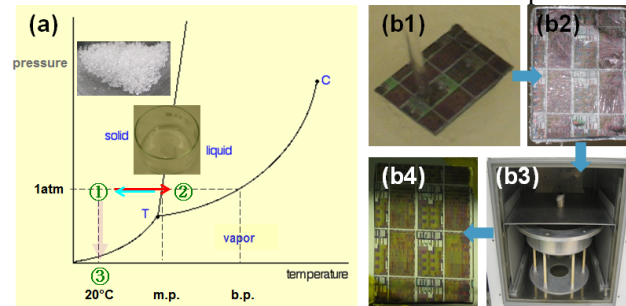 (a)
pressure
C
solid
liquid
1atm
①
②
T
vapor
③
temperature
20°C
m.p.
b.p.
(b1)
(b2)
(b4)
(b3)